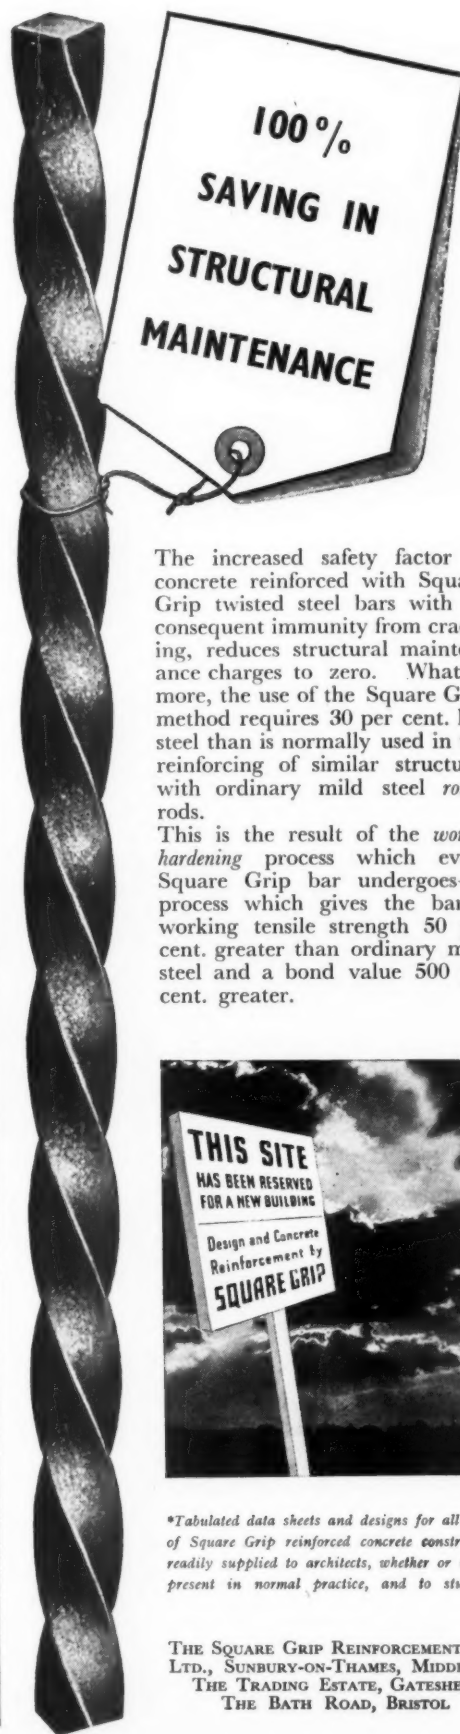 100%
SAVING IN
STRUCTURAL
MAINTENANCE
The increased safety factor
concrete reinforced with Squa
Grip twisted steel bars with
consequent immunity from crac
ing, reduces structural mainte
ance charges to zero. What
more, the use of the Square G
method requires 30 per cent. l
steel than is normally used in
reinforcing of similar structu
with ordinary mild steel ro
rods.
This is the result of the wor
hardening process which ev
Square Grip bar undergoes
process which gives the bar
working tensile strength 50
cent. greater than ordinary m
steel and a bond value 500
cent. greater.
THIS SITE
HAS BEEN RESERVED
FOR A NEW BUILDING
Design and Concrete
Reinforcement by
SQUARE GRIP
*Tabulated data sheets and designs for all
of Square Grip reinforced concrete constr
readily supplied to architects, whether or
present in normal practice, and to stu
THE SQUARE GRIP REINFORCEMENT
LTD., SUNBURY-ON-THAMES, MIDD
THE TRADING ESTATE, GATESHE
THE BATH ROAD, BRISTOL